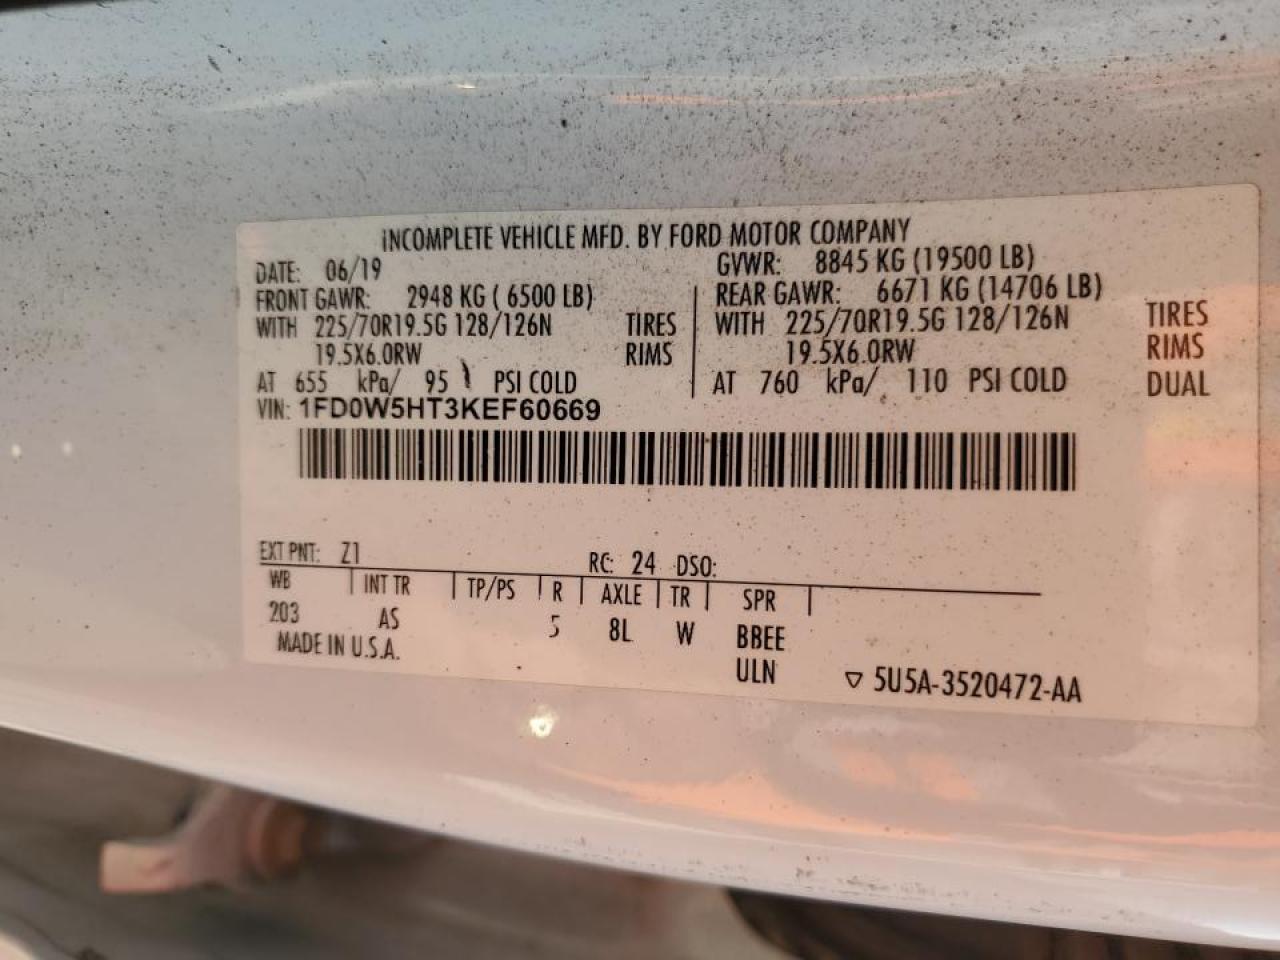 INCOMPLETE VEHICLE MFD. BY FORD MOTOR COMPANY
DATE: 06/19 GVWR: 8845 KG (19500 LB)
FRONT GAWR: 2948 KG ( 6500 LB) REAR GAWR: 6671 KG (14706 LB)
WITH 225/70R19.5G 128/126N TIRES WITH 225/70R19.5G 128/126N TIRES
19.5X6.0RW RIMS 19.5X6.0RW RIMS
AT 655 kPa/ 95 PSI COLD AT 760 kPa/ 110 PSI COLD DUAL
VIN: 1FD0W5HT3KEF60669
EXT PNT: Z1 RC: 24 DSO:
WB INT TR TP/PS R AXLE TR SPR
203 AS 5 8L W BBEE
MADE IN U.S.A. ULN ▽ 5U5A-3520472-AA